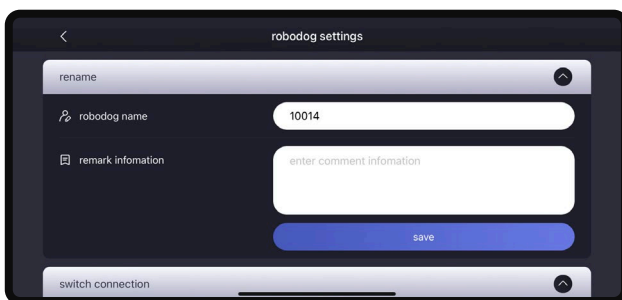 robodog settings
rename
robodog name
10014
remark infomation
enter comment infomation
save
switch connection